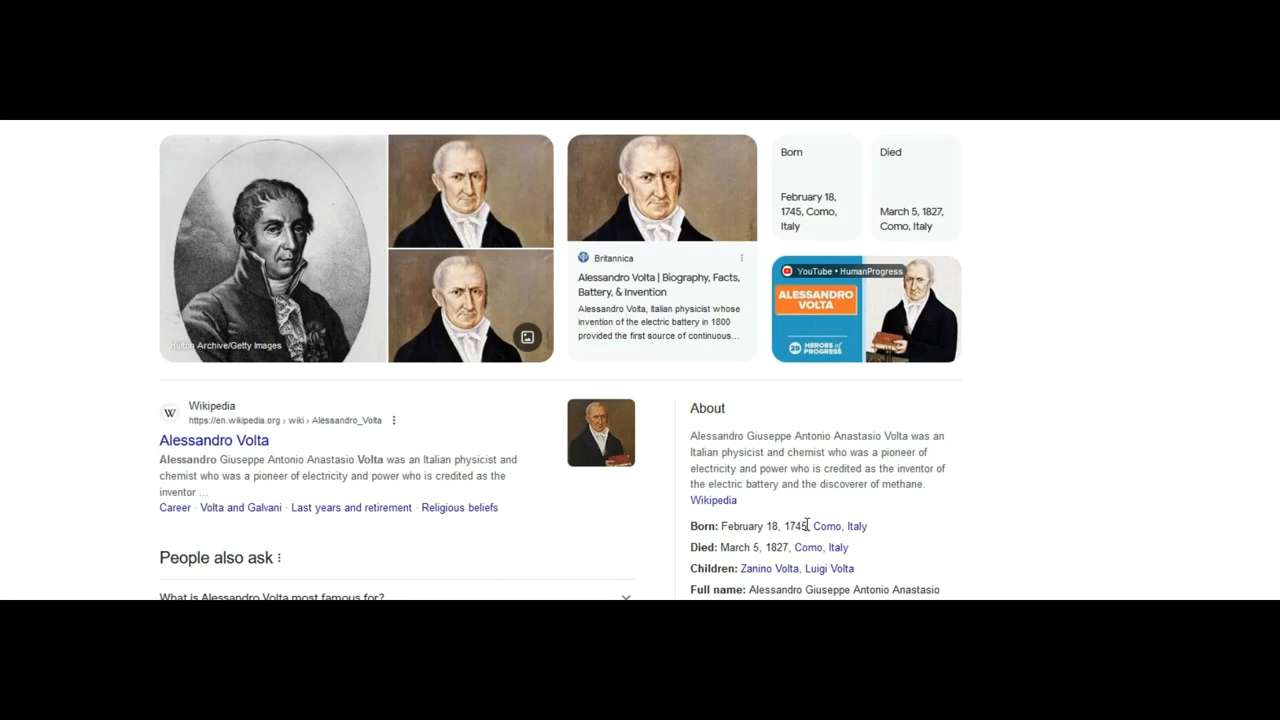 Hulton Archive/Getty Images
Britannica
Alessandro Volta | Biography, Facts,
Battery, & Invention
Alessandro Volta, Italian physicist whose
invention of the electric battery in 1800
provided the first source of continuous...
Born
February 18,
1745, Como,
Italy
Died
March 5, 1827,
Como, Italy
YouTube • HumanProgress
ALESSANDRO
VOLTA
29 HEROES of
PROGRESS
W
Wikipedia
https://en.wikipedia.org › wiki › Alessandro_Volta
Alessandro Volta
Alessandro Giuseppe Antonio Anastasio Volta was an Italian physicist and
chemist who was a pioneer of electricity and power who is credited as the
inventor ...
Career · Volta and Galvani · Last years and retirement · Religious beliefs
People also ask
What is Alessandro Volta most famous for?
About
Alessandro Giuseppe Antonio Anastasio Volta was an
Italian physicist and chemist who was a pioneer of
electricity and power who is credited as the inventor of
the electric battery and the discoverer of methane.
Wikipedia
Born: February 18, 1745, Como, Italy
Died: March 5, 1827, Como, Italy
Children: Zanino Volta, Luigi Volta
Full name: Alessandro Giuseppe Antonio Anastasio